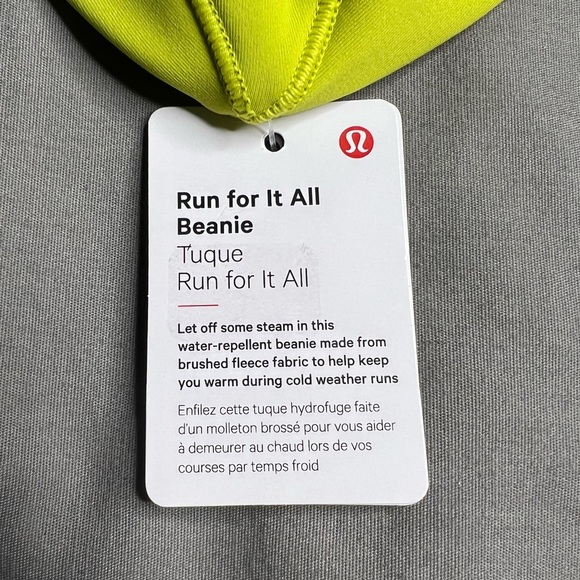 Run for It All
Beanie
Tuque
Run for It All
Let off some steam in this
water-repellent beanie made from
brushed fleece fabric to help keep
you warm during cold weather runs
Enfilez cette tuque hydrofuge faite
d'un molleton brossé pour vous aider
à demeurer au chaud lors de vos
courses par temps froid